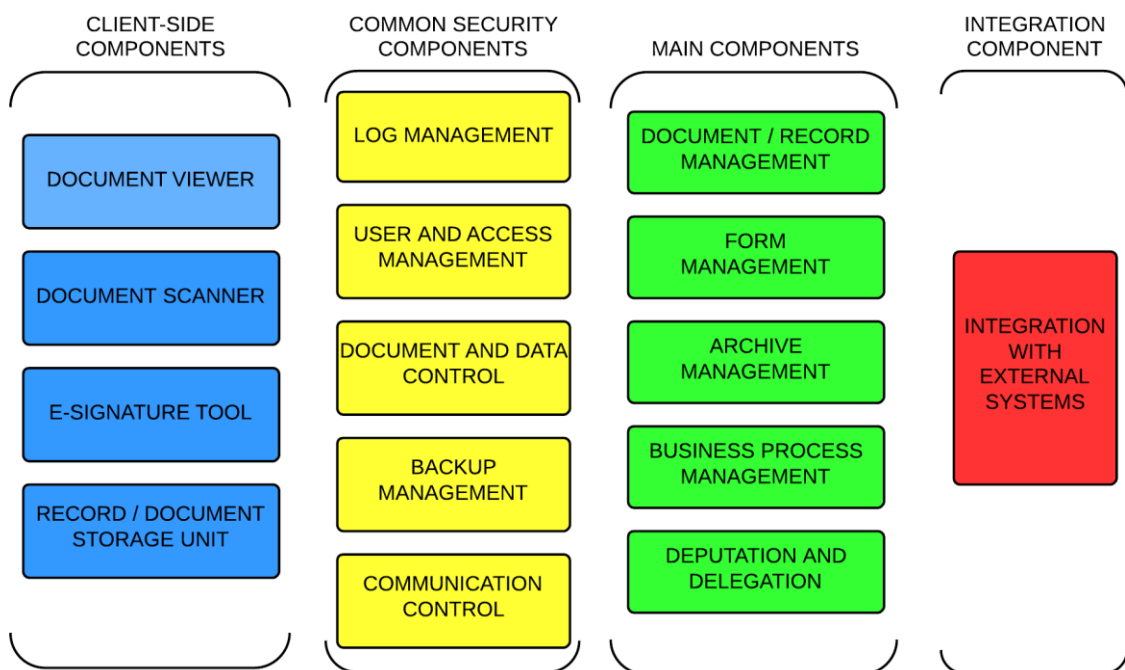 CLIENT-SIDE
COMPONENTS
DOCUMENT VIEWER
DOCUMENT SCANNER
E-SIGNATURE TOOL
RECORD / DOCUMENT
STORAGE UNIT
COMMON SECURITY
COMPONENTS
LOG MANAGEMENT
USER AND ACCESS
MANAGEMENT
DOCUMENT AND DATA
CONTROL
BACKUP
MANAGEMENT
COMMUNICATION
CONTROL
MAIN COMPONENTS
DOCUMENT / RECORD
MANAGEMENT
FORM
MANAGEMENT
ARCHIVE
MANAGEMENT
BUSINESS PROCESS
MANAGEMENT
DEPUTATION AND
DELEGATION
INTEGRATION
COMPONENT
INTEGRATION
WITH
EXTERNAL
SYSTEMS